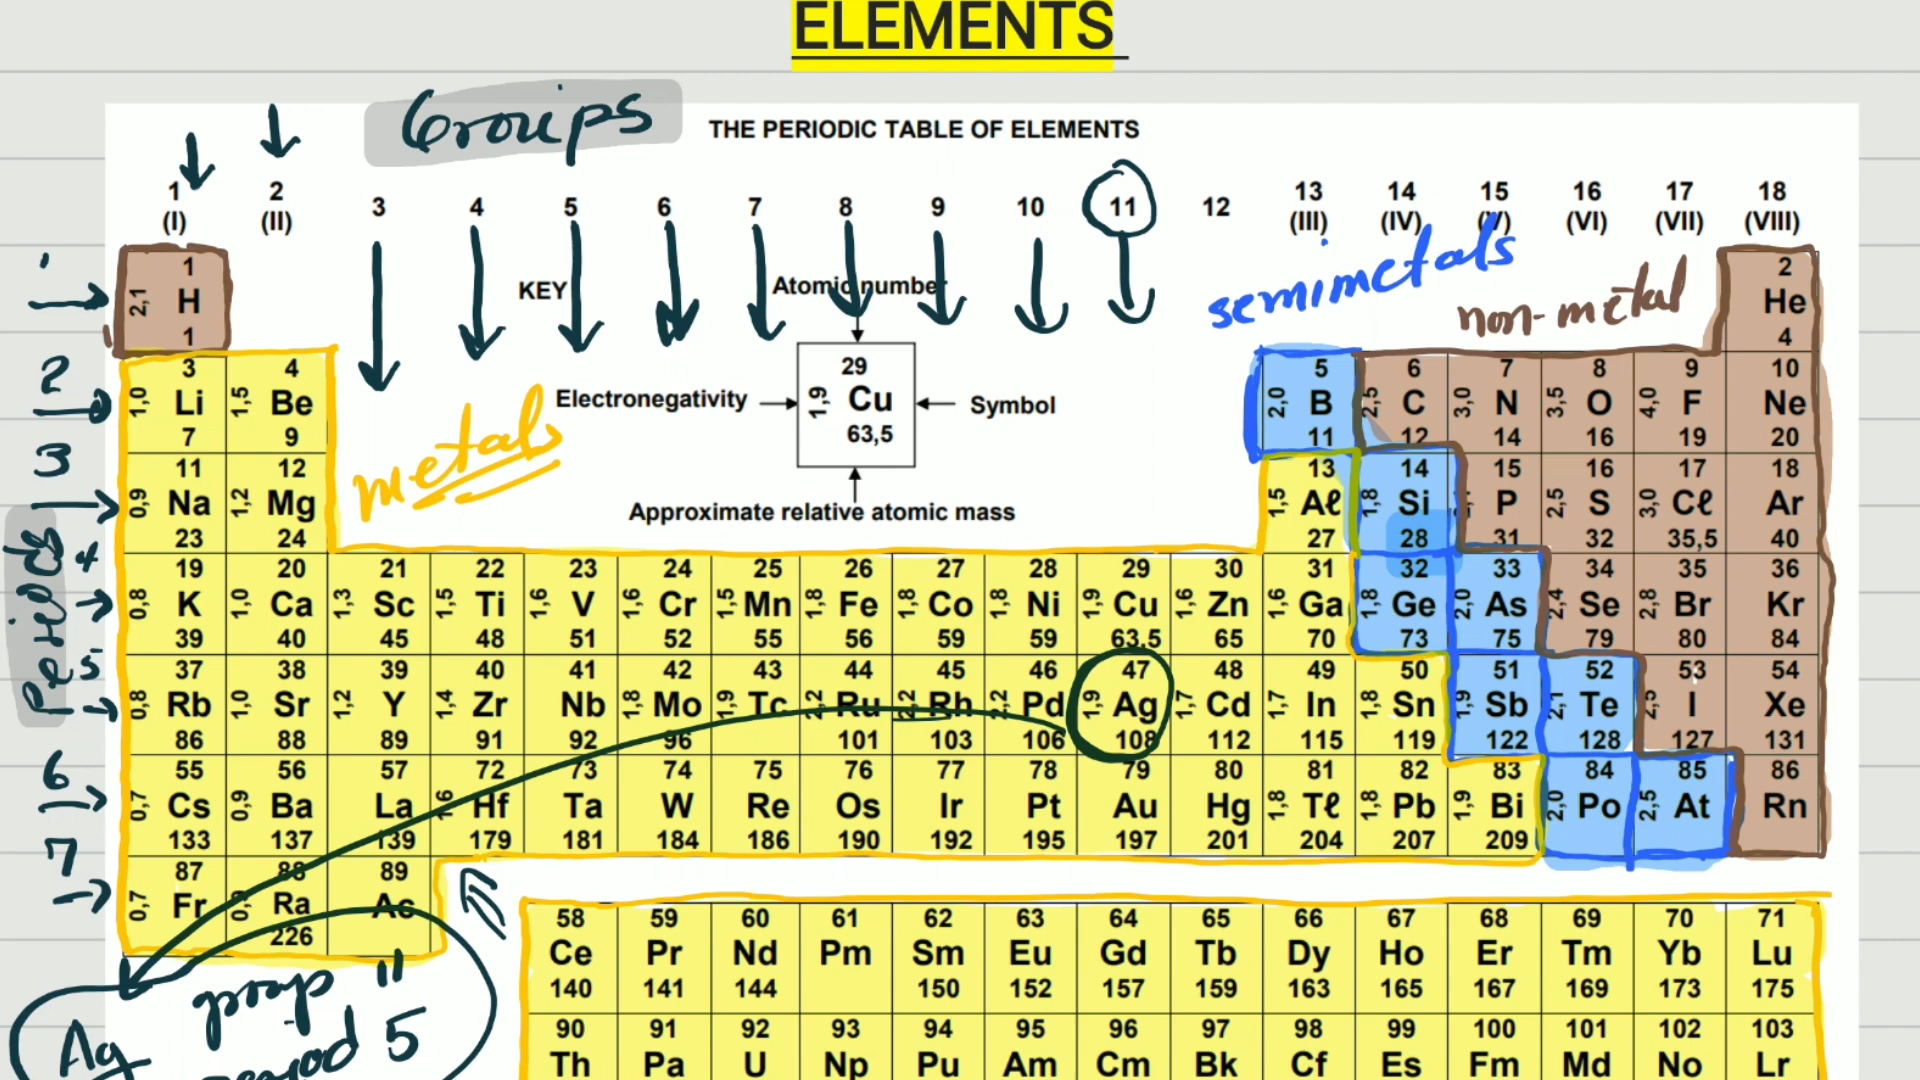 ELEMENTS
Groups
THE PERIODIC TABLE OF ELEMENTS
1 2 3 4 5 6 7 8 9 10 11 12 13 14 15 16 17 18
(I) (II) (III) (IV) (V) (VI) (VII) (VIII)
semimetals
non-metal
metals
KEY
Atomic number
29
Electronegativity 1,9 Cu Symbol
63,5
Approximate relative atomic mass
Periods
1
1 2
2,1 H He
1 4
2
3 4 5 6 7 8 9 10
1,0 Li 1,5 Be 2,0 B 2,5 C 3,0 N 3,5 O 4,0 F Ne
7 9 11 12 14 16 19 20
3
11 12 13 14 15 16 17 18
0,9 Na 1,2 Mg 1,5 Aℓ 1,8 Si P 2,5 S 3,0 Cℓ Ar
23 24 27 28 31 32 35,5 40
4
19 20 21 22 23 24 25 26 27 28 29 30 31 32 33 34 35 36
0,8 K 1,0 Ca 1,3 Sc 1,5 Ti 1,6 V 1,6 Cr 1,5 Mn 1,8 Fe 1,8 Co 1,8 Ni 1,9 Cu 1,6 Zn 1,6 Ga 1,8 Ge 2,0 As 2,4 Se 2,8 Br Kr
39 40 45 48 51 52 55 56 59 59 63,5 65 70 73 75 79 80 84
5
37 38 39 40 41 42 43 44 45 46 47 48 49 50 51 52 53 54
0,8 Rb 1,0 Sr 1,2 Y 1,4 Zr Nb 1,8 Mo 1,9 Tc 2,2 Ru 2,2 Rh 2,2 Pd 1,9 Ag 1,7 Cd 1,7 In 1,8 Sn 1,9 Sb 2,1 Te 2,5 I Xe
86 88 89 91 92 96 101 103 106 108 112 115 119 122 128 127 131
6
55 56 57 72 73 74 75 76 77 78 79 80 81 82 83 84 85 86
0,7 Cs 0,9 Ba La Hf Ta W Re Os Ir Pt Au Hg 1,8 Tℓ 1,8 Pb 1,9 Bi 2,0 Po 2,5 At Rn
133 137 139 179 181 184 186 190 192 195 197 201 204 207 209
7
87 88 89
0,7 Fr Ra Ac
226
58 59 60 61 62 63 64 65 66 67 68 69 70 71
Ce Pr Nd Pm Sm Eu Gd Tb Dy Ho Er Tm Yb Lu
140 141 144 150 152 157 159 163 165 167 169 173 175
90 91 92 93 94 95 96 97 98 99 100 101 102 103
Th Pa U Np Pu Am Cm Bk Cf Es Fm Md No Lr
group 11
Ag
period 5